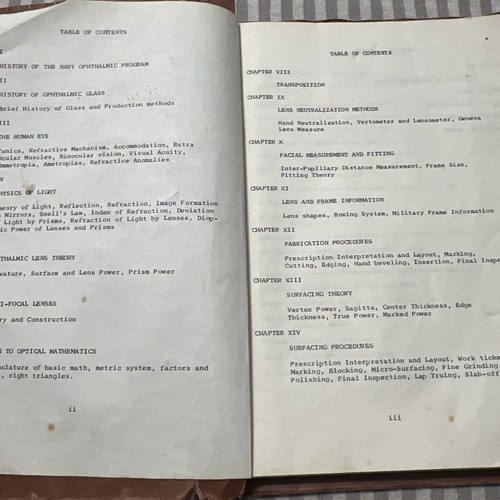 TABLE OF CONTENTS
I
HISTORY OF THE NAVY OPHTHALMIC PROGRAM
II
HISTORY OF OPHTHALMIC GLASS
Brief History of Glass and Production methods
III
THE HUMAN EYE
Tunics, Refractive Mechanism, Accommodation, Extra
ocular Muscles, Binocular vision, Visual Acuity,
Emmetropia, Ametropias, Refractive Anomalies
V
PHYSICS OF LIGHT
heory of Light, Reflection, Refraction, Image Formation
Mirrors, Snell's Law, Index of Refraction, Deviation
Light by Prisms, Refraction of Light by Lenses, Diop-
ic Power of Lenses and Prisms
THALMIC LENS THEORY
vature, Surface and Lens Power, Prism Power
I-FOCAL LENSES
ry and Construction
TO OPTICAL MATHEMATICS
clature of basic math, metric system, factors and
, right triangles.
ii
TABLE OF CONTENTS
CHAPTER VIII
TRANSPOSITION
CHAPTER IX
LENS NEUTRALIZATION METHODS
Hand Neutralization, Vertometer and Lensometer, Geneva
Lens Measure
CHAPTER X
FACIAL MEASUREMENT AND FITTING
Inter-Pupillary Distance Measurement, Frame Size,
Fitting Theory
CHAPTER XI
LENS AND FRAME INFORMATION
Lens shapes, Boxing System, Military Frame Information
CHAPTER XII
FABRICATION PROCEDURES
Prescription Interpretation and Layout, Marking,
Cutting, Edging, Hand beveling, Insertion, Final Inspe
CHAPTER XIII
SURFACING THEORY
Vertex Power, Sagitta, Center Thickness, Edge
Thickness, True Power, Marked Power
CHAPTER XIV
SURFACING PROCEDURES
Prescription Interpretation and Layout, Work ticke
Marking, Blocking, Micro-Surfacing, Fine Grinding
Polishing, Final Inspection, Lap Truing, Slab-off
iii